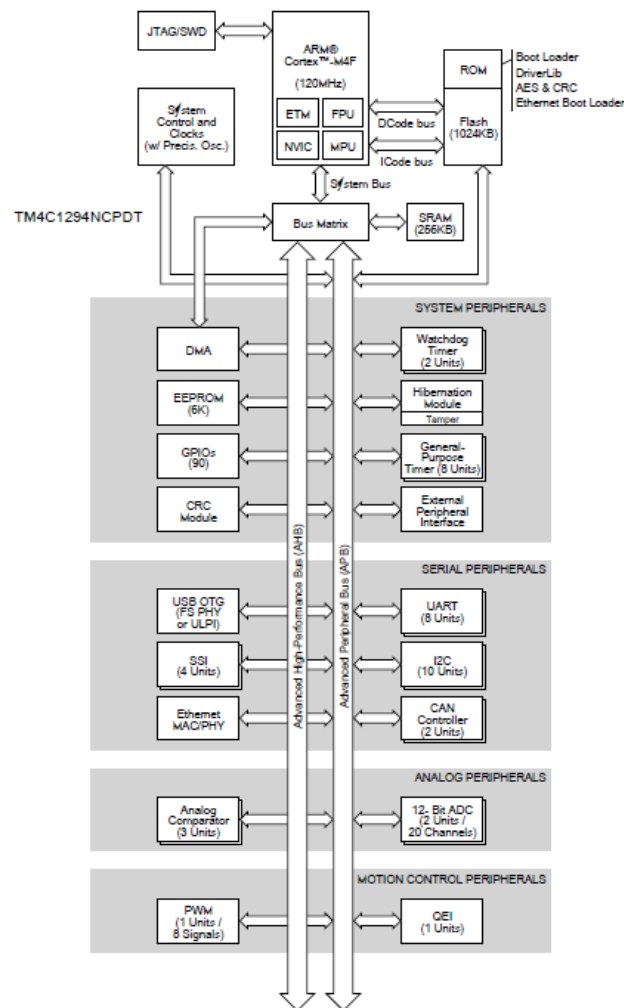 JTAG/SWD
ARM®
Cortex™-M4F
(120MHz)
ETM
FPU
NVIC
MPU
ROM
Flash
(1024KB)
Boot Loader
DriverLib
AES & CRC
Ethernet Boot Loader
System
Control and
Clocks
(w/ Precis. Osc.)
DCode bus
ICode bus
System Bus
TM4C1294NCPDT
Bus Matrix
SRAM
(256KB)
SYSTEM PERIPHERALS
DMA
Watchdog
Timer
(2 Units)
EEPROM
(6K)
Hibernation
Module
Tamper
GPIOs
(90)
General-
Purpose
Timer (8 Units)
CRC
Module
External
Peripheral
Interface
Advanced High-Performance Bus (AHB)
Advanced Peripheral Bus (APB)
SERIAL PERIPHERALS
USB OTG
(FS PHY
or ULPI)
UART
(8 Units)
SSI
(4 Units)
I2C
(10 Units)
Ethernet
MAC/PHY
CAN
Controller
(2 Units)
ANALOG PERIPHERALS
Analog
Comparator
(3 Units)
12- Bit ADC
(2 Units /
20 Channels)
MOTION CONTROL PERIPHERALS
PWM
(1 Units /
8 Signals)
QEI
(1 Units)